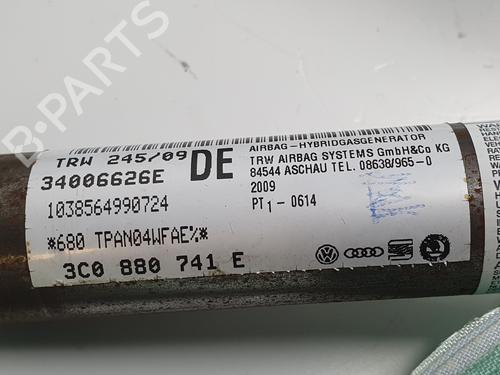 B-Parts
TRW 245/09 DE
34006626E
1038564990724
*680 TPAN04WFAE%*
3C0 880 741 E
AIRBAG-HYBRIDGASGENERATOR
TRW AIRBAG SYSTEMS GmbH&Co KG
84544 ASCHAU TEL. 08638/965-0
2009
PT1-0614